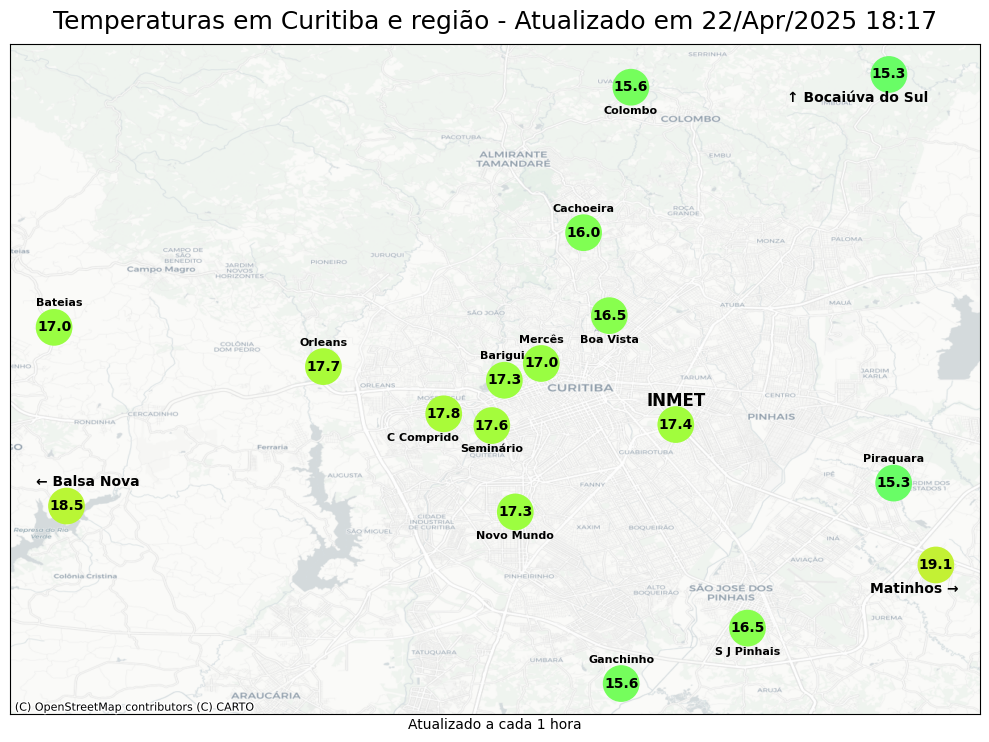 Temperaturas em Curitiba e região - Atualizado em 22/Apr/2025 18:17
SERRINHA
15.3
↑ Bocaiúva do Sul
15.6
Colombo
COLOMBO
PACOTUBA
ALMIRANTE
TAMANDARÉ
EMBU
Cachoeira
16.0
ROÇA
GRANDE
MONZA
PALOMA
CAMPO DE
SÃO
BENEDITO
Campo Magro
JARDIM
NOVOS
HORIZONTES
PIONEIRO
JURUQUI
Bateias
17.0
ATUBA
MAUÁ
SÃO JOÃO
16.5
Boa Vista
COLÔNIA
DOM PEDRO
Orleans
17.7
ORLEANS
Mercês
17.0
Barigui
17.3
CURITIBA
TARUMÃ
JARDIM
KARLA
CENTRO
PINHAIS
INMET
17.4
17.8
C Comprido
17.6
Seminário
CERCADINHO
RONDINHA
Ferraria
GUABIROTUBA
Piraquara
15.3
IPÊ
← Balsa Nova
18.5
AUGUSTA
FANNY
17.3
Novo Mundo
CIDADE
INDUSTRIAL
DE CURITIBA
SÃO MIGUEL
XAXIM
BOQUEIRÃO
Represa do Rio
Verde
AVIAÇÃO
19.1
Matinhos →
Colônia Cristina
PINHEIRINHO
ALTO
BOQUEIRÃO
SÃO JOSÉ DOS
PINHAIS
JUREMA
16.5
S J Pinhais
TATUQUARA
UMBARÁ
Ganchinho
15.6
ARUJÁ
ARAUCÁRIA
(C) OpenStreetMap contributors (C) CARTO
Atualizado a cada 1 hora